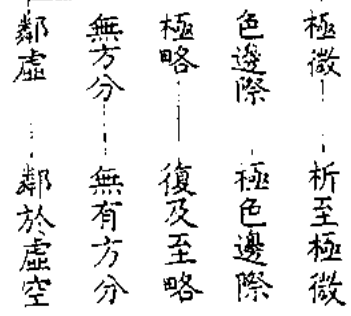 極微……析至極微
色邊際……極色邊際
極略……復及至略
無方分……無有方分
鄰虛……鄰於虛空